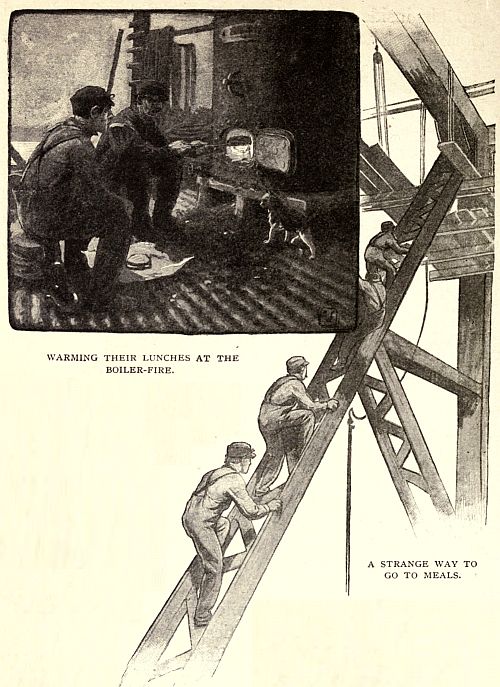 WARMING THEIR LUNCHES AT THE
BOILER-FIRE.
A STRANGE WAY TO
GO TO MEALS.